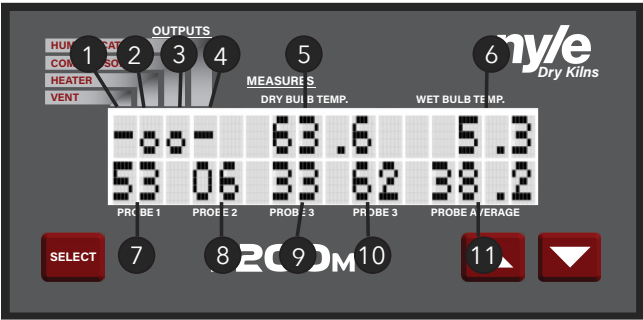 OUTPUTS
1 2 3 4 5 6
HEATER
VENT
nyle
Dry Kilns
MEASURES
DRY BULB TEMP. WET BULB TEMP.
-oo- 63.6 5.3
53 06 33 62 38.2
PROBE 1 PROBE 2 PROBE 3 PROBE 3 PROBE AVERAGE
7 8 9 10 11
SELECT